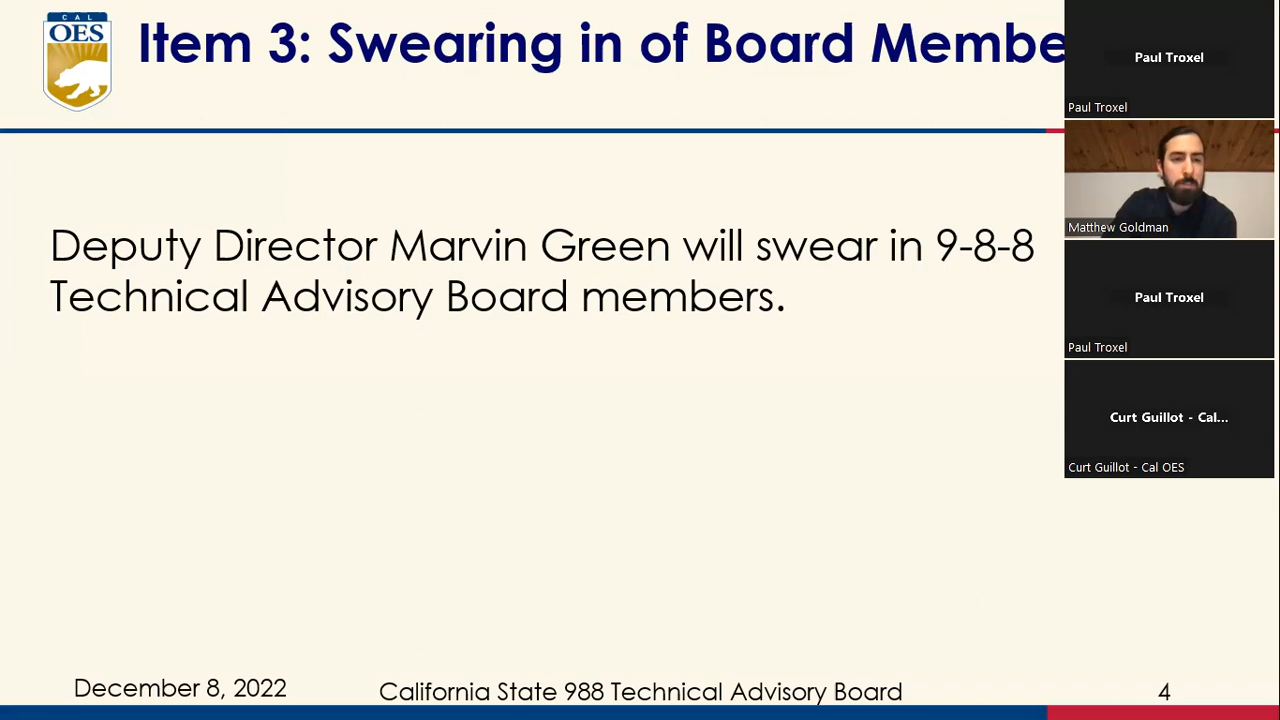 CAL
OES
Item 3: Swearing in of Board Membe
Deputy Director Marvin Green will swear in 9-8-8
Technical Advisory Board members.
Paul Troxel
Paul Troxel
Matthew Goldman
Paul Troxel
Paul Troxel
Curt Guillot - Cal...
Curt Guillot - Cal OES
December 8, 2022
California State 988 Technical Advisory Board
4